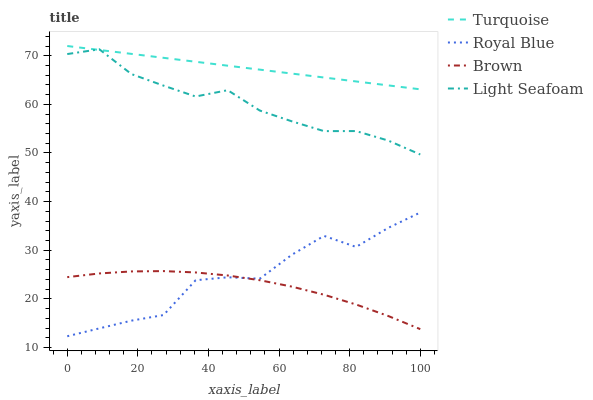 title
Turquoise
Royal Blue
Brown
Light Seafoam
yaxis_label
70
60
50
40
30
20
10
0 20 40 60 80 100
xaxis_label